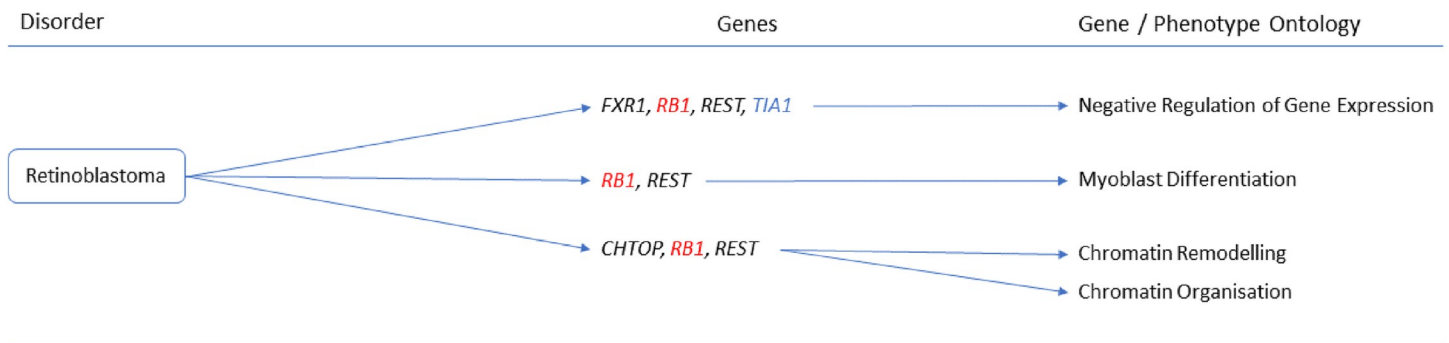 Disorder Genes Gene / Phenotype Ontology
FXR1, RB1, REST, TIA1 Negative Regulation of Gene Expression
Retinoblastoma RB1, REST Myoblast Differentiation
CHTOP, RB1, REST Chromatin Remodelling
Chromatin Organisation